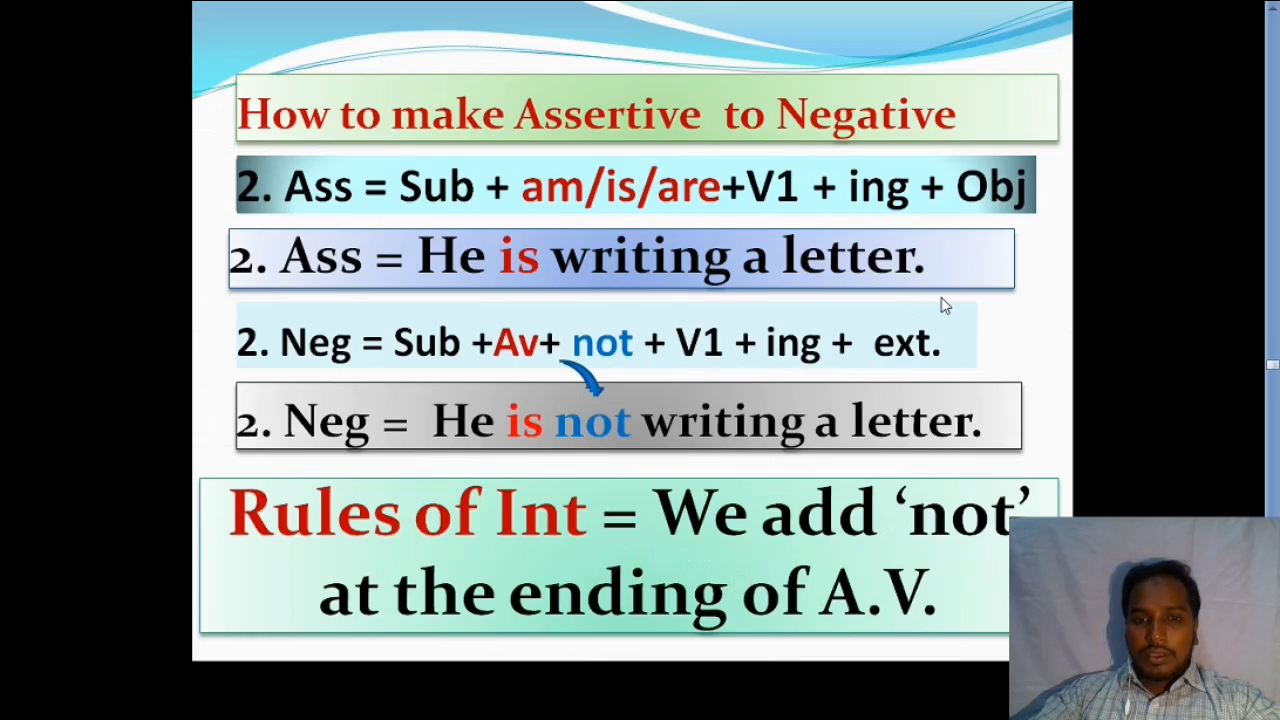 How to make Assertive to Negative
2. Ass = Sub + am/is/are+V1 + ing + Obj
2. Ass = He is writing a letter.
2. Neg = Sub +Av+ not + V1 + ing + ext.
2. Neg = He is not writing a letter.
Rules of Int = We add ‘not’
at the ending of A.V.